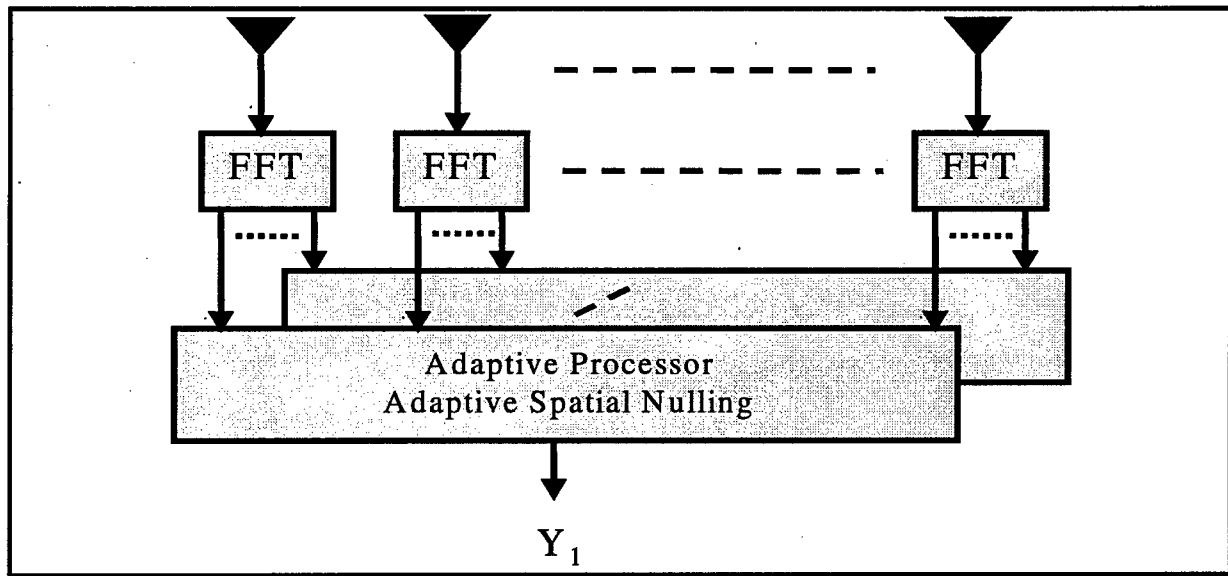 FFT FFT FFT
Adaptive Processor
Adaptive Spatial Nulling
Y₁